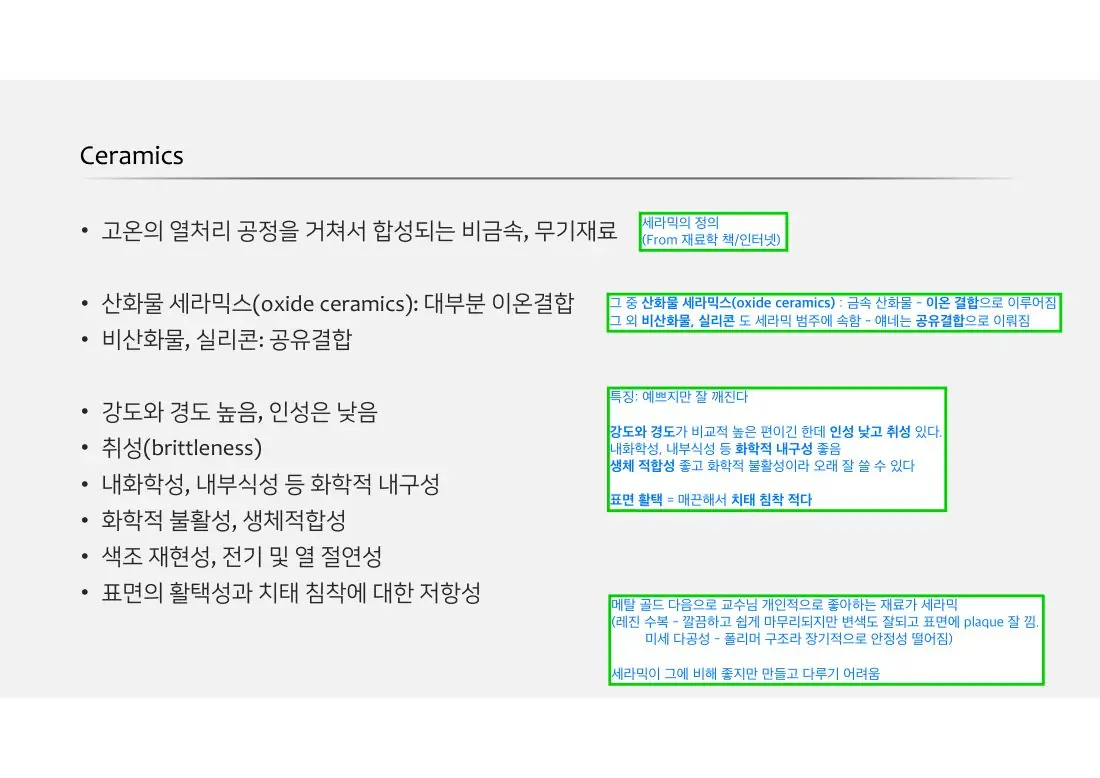 Ceramics
• 고온의 열처리 공정을 거쳐서 합성되는 비금속, 무기재료
세라믹의 정의
(From 재료학 책/인터넷)
• 산화물 세라믹스(oxide ceramics): 대부분 이온결합
• 비산화물, 실리콘: 공유결합
그 중 산화물 세라믹스(oxide ceramics) : 금속 산화물 - 이온 결합으로 이루어짐
그 외 비산화물, 실리콘 도 세라믹 범주에 속함 - 얘네는 공유결합으로 이뤄짐
• 강도와 경도 높음, 인성은 낮음
• 취성(brittleness)
• 내화학성, 내부식성 등 화학적 내구성
• 화학적 불활성, 생체적합성
• 색조 재현성, 전기 및 열 절연성
• 표면의 활택성과 치태 침착에 대한 저항성
특징: 예쁘지만 잘 깨진다
강도와 경도가 비교적 높은 편이긴 한데 인성 낮고 취성 있다.
내화학성, 내부식성 등 화학적 내구성 좋음
생체 적합성 좋고 화학적 불활성이라 오래 잘 쓸 수 있다
표면 활택 = 매끈해서 치태 침착 적다
메탈 골드 다음으로 교수님 개인적으로 좋아하는 재료가 세라믹
(레진 수복 - 깔끔하고 쉽게 마무리되지만 변색도 잘되고 표면에 plaque 잘 낌.
미세 다공성 - 폴리머 구조라 장기적으로 안정성 떨어짐)
세라믹이 그에 비해 좋지만 만들고 다루기 어려움